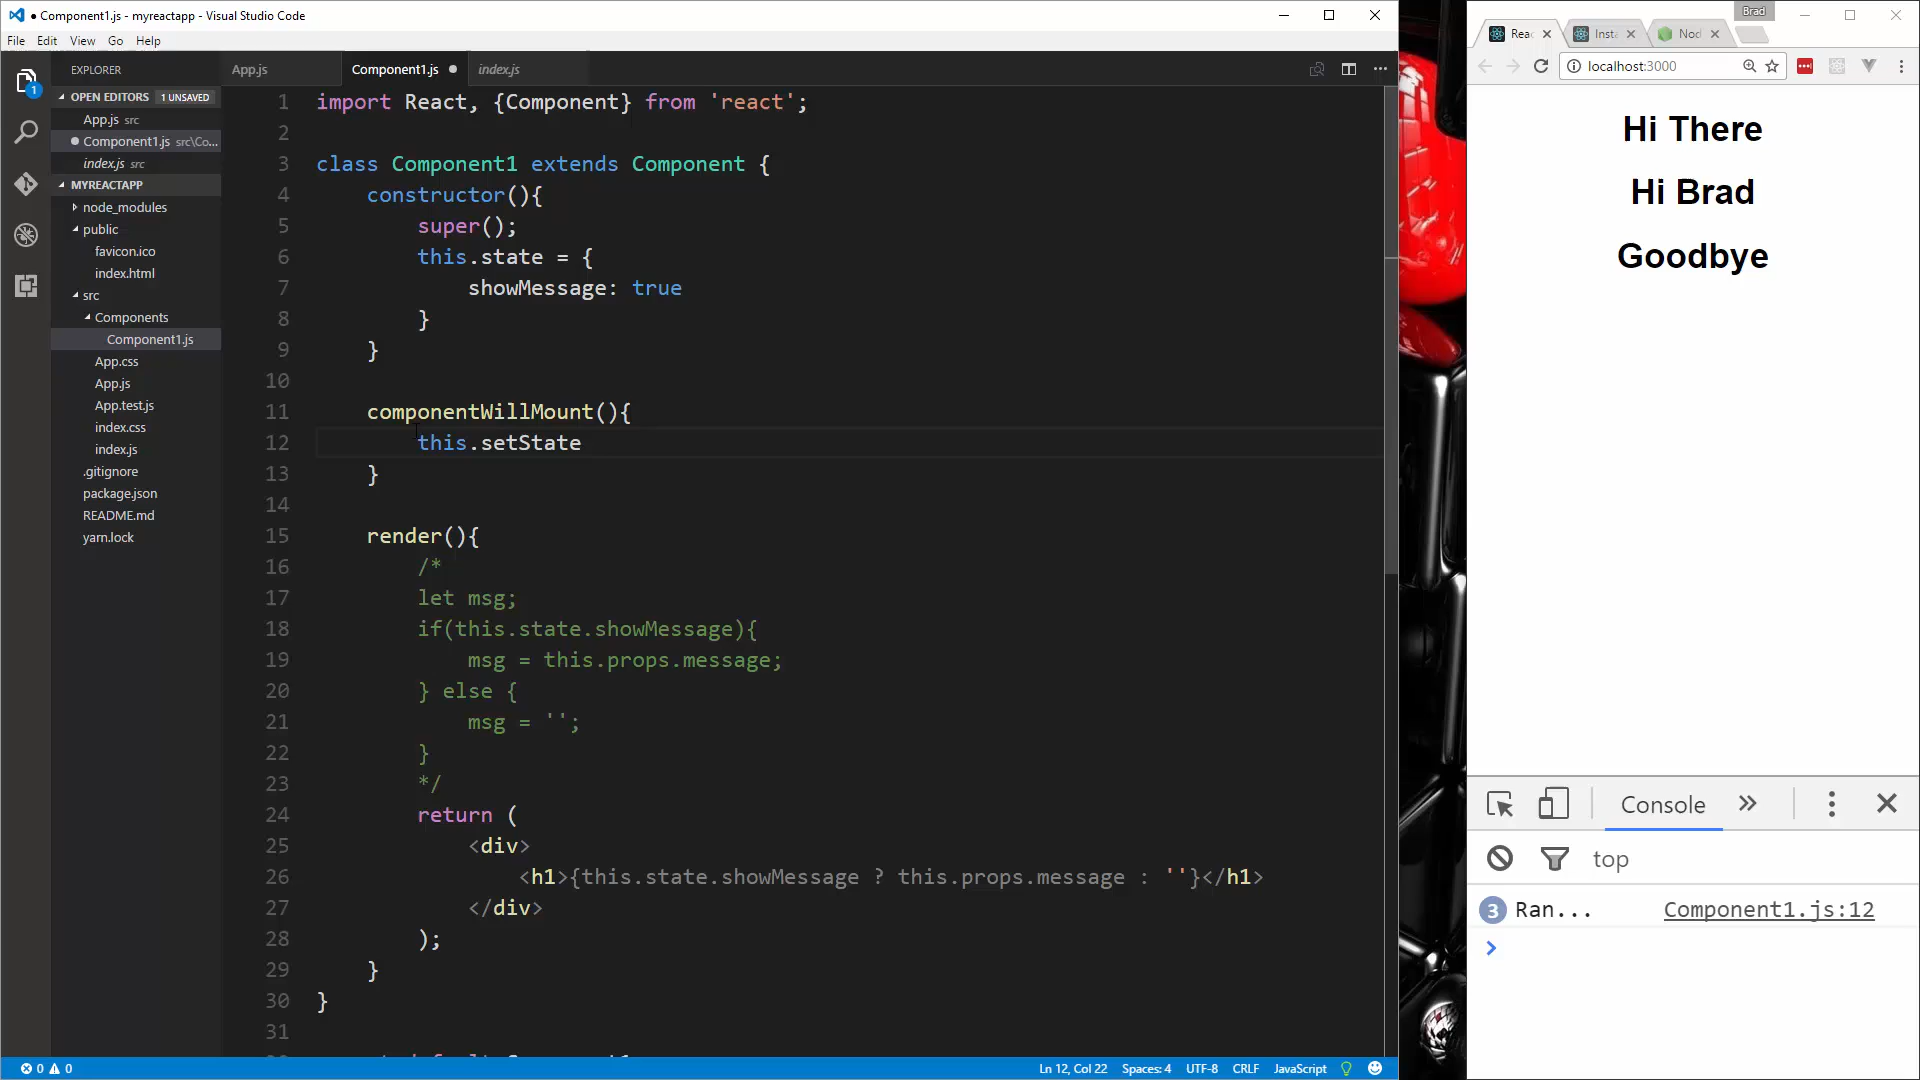 Component1.js - myreactapp - Visual Studio Code
File Edit View Go Help
EXPLORER
OPEN EDITORS 1 UNSAVED
App.js src
Component1.js src\Co...
index.js src
MYREACTAPP
node_modules
public
favicon.ico
index.html
src
Components
Component1.js
App.css
App.js
App.test.js
index.css
index.js
.gitignore
package.json
README.md
yarn.lock
1
App.js Component1.js index.js
1 import React, {Component} from 'react';
2
3 class Component1 extends Component {
4 constructor(){
5 super();
6 this.state = {
7 showMessage: true
8 }
9 }
10
11 componentWillMount(){
12 this.setState
13 }
14
15 render(){
16 /*
17 let msg;
18 if(this.state.showMessage){
19 msg = this.props.message;
20 } else {
21 msg = '';
22 }
23 */
24 return (
25 <div>
26 <h1>{this.state.showMessage ? this.props.message : ''}</h1>
27 </div>
28 );
29 }
30 }
31
0 0 Ln 12, Col 22 Spaces: 4 UTF-8 CRLF JavaScript
Brad
Reac Insta Nod
localhost:3000
Hi There
Hi Brad
Goodbye
Console
top
3 Ran... Component1.js:12